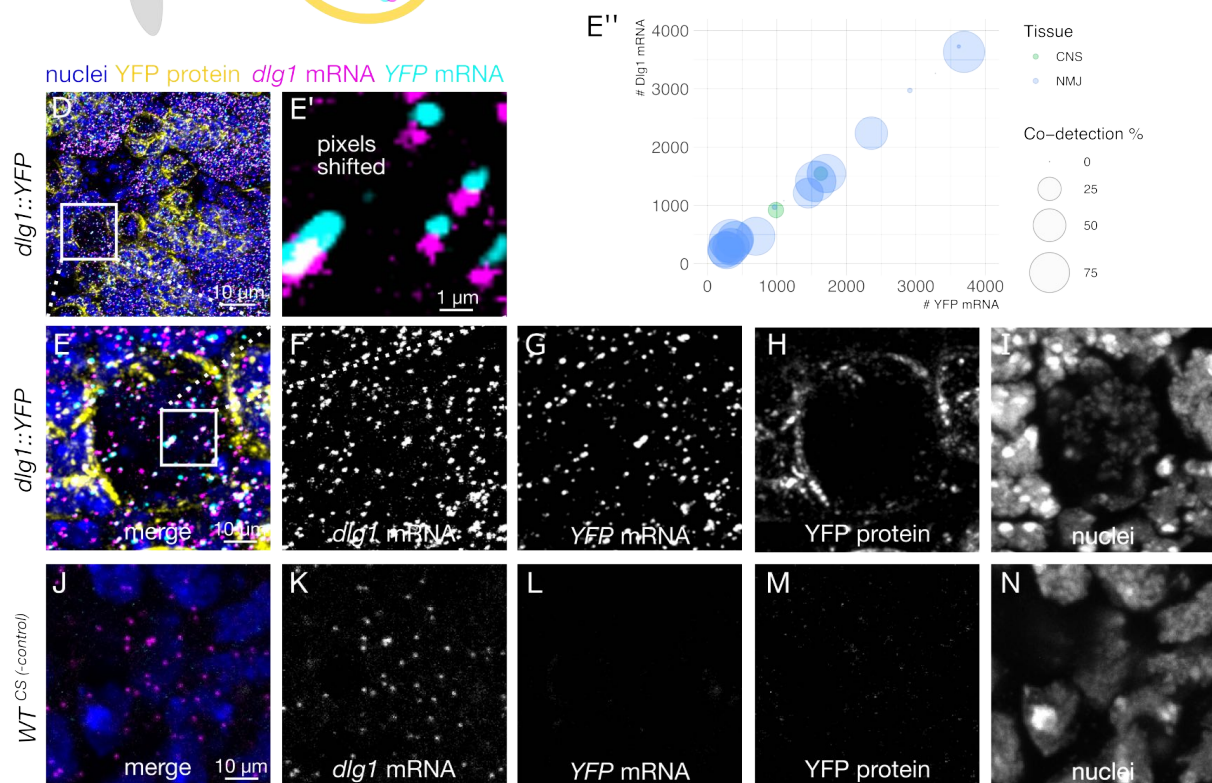 E''
# Dlg1 mRNA
4000
3000
2000
1000
0
0 1000 2000 3000 4000
# YFP mRNA
Tissue
CNS
NMJ
Co-detection %
0
25
50
75
nuclei YFP protein dlg1 mRNA YFP mRNA
dlg1::YFP
D
10 µm
E'
pixels
shifted
1 µm
dlg1::YFP
E
merge
10 µm
F
dlg1 mRNA
G
YFP mRNA
H
YFP protein
I
nuclei
WT CS (-control)
J
merge
10 µm
K
dlg1 mRNA
L
YFP mRNA
M
YFP protein
N
nuclei